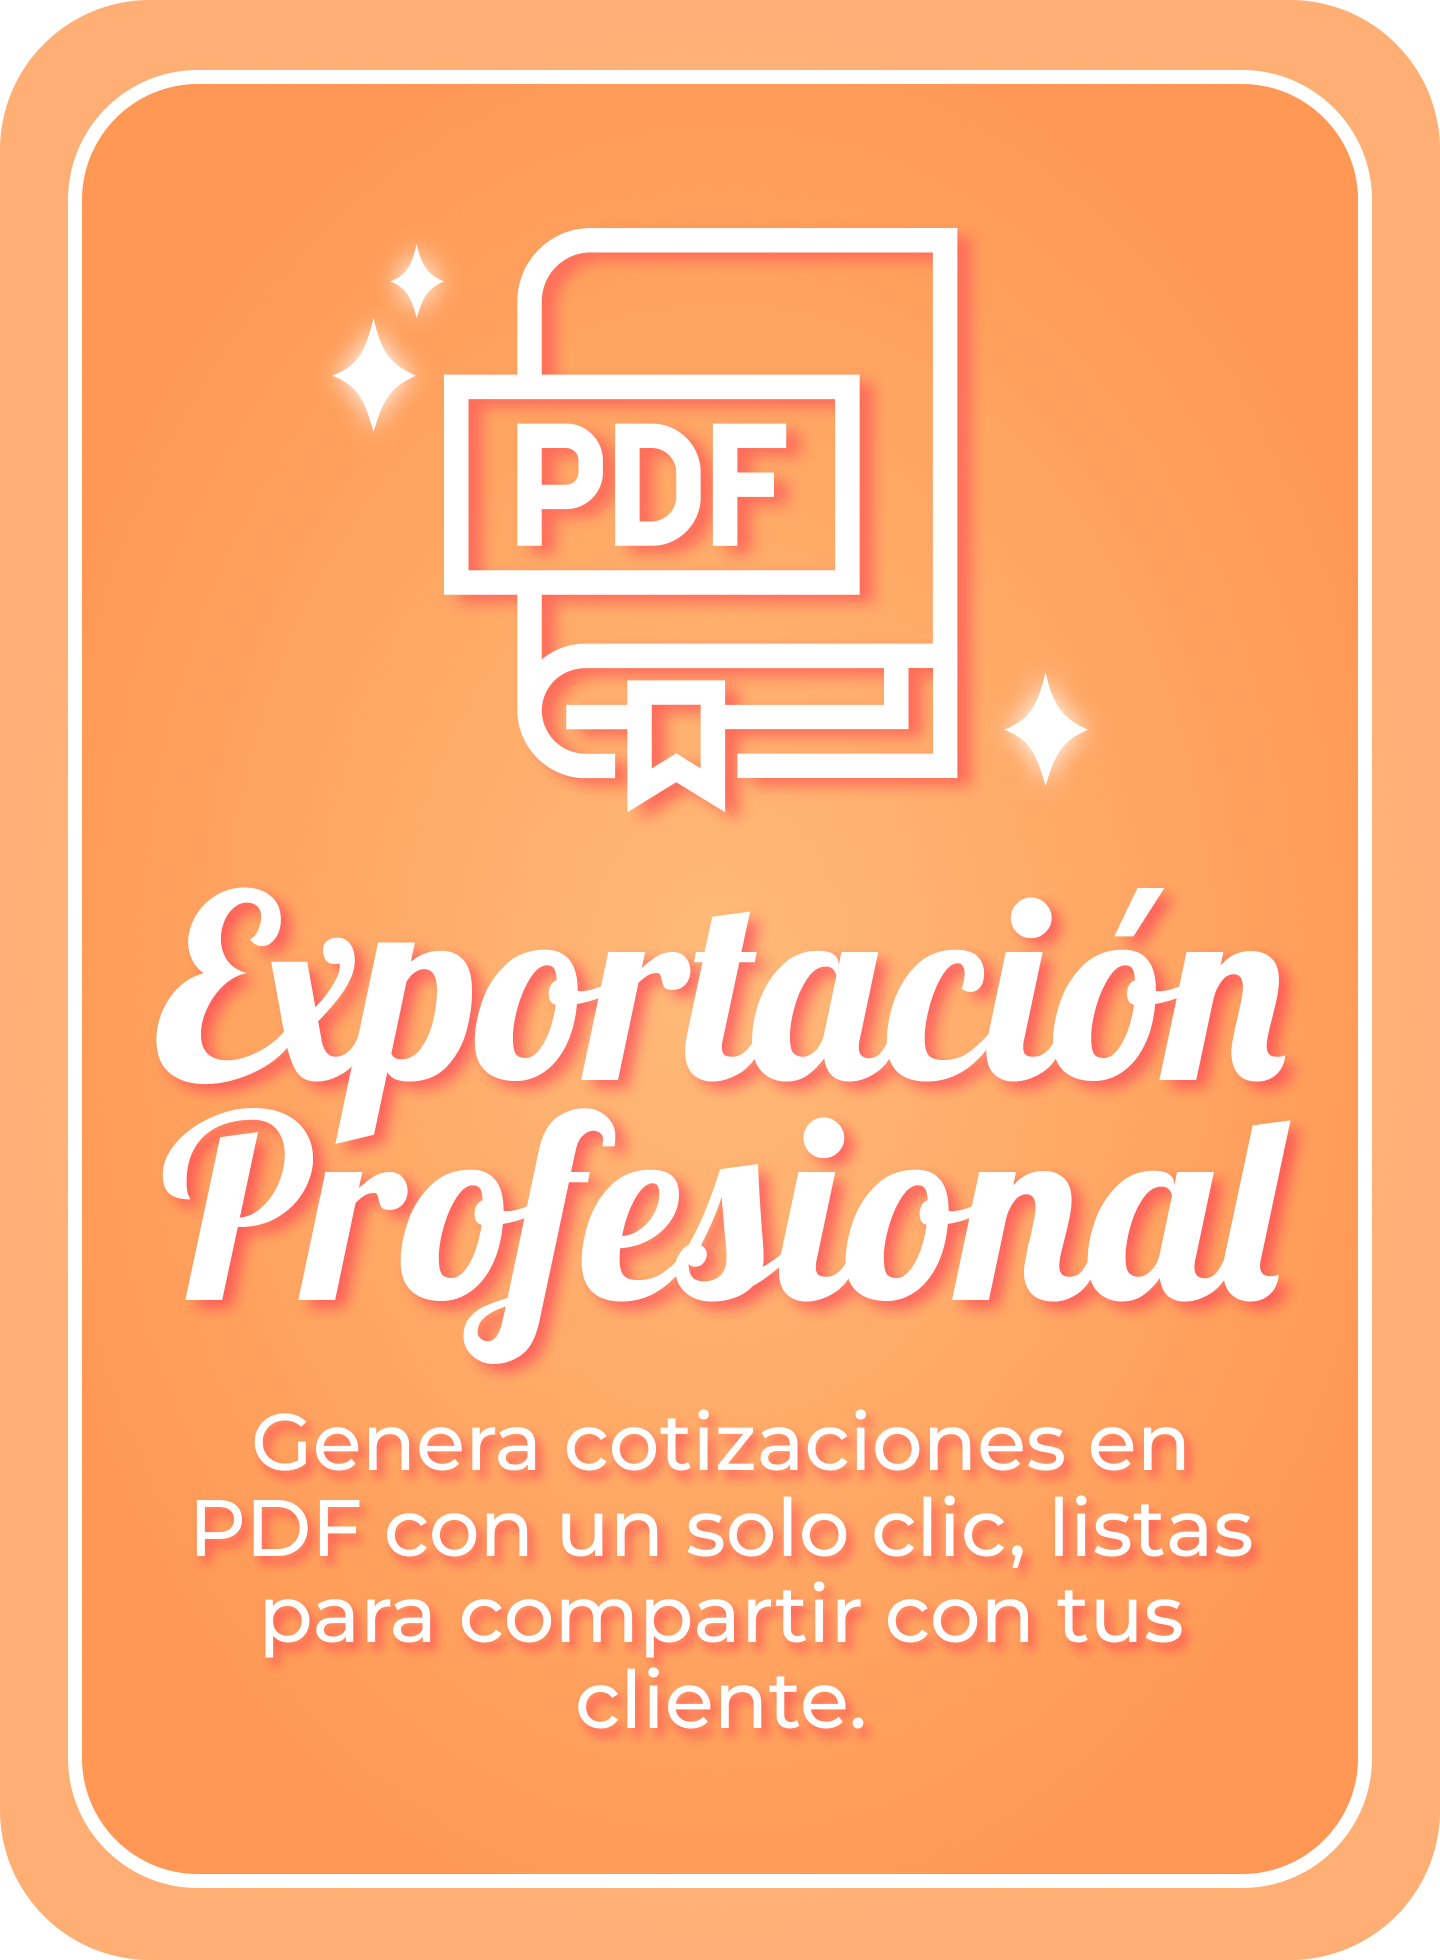 PDF
Exportación
Profesional
Genera cotizaciones en
PDF con un solo clic, listas
para compartir con tus
cliente.